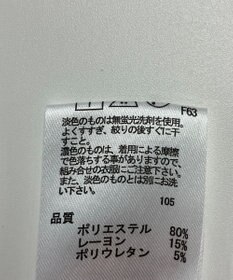 F63
淡色のものは無蛍光洗剤を使用。
よくすすぎ、絞りの後すぐに干
すこと。
濃色のものは、着用による摩擦
で色落ちする事がありますので、
組み合せの衣服にご注意下さい。
また、淡色のものとは別にお洗
い下さい。
105
品質
ポリエステル 80%
レーヨン 15%
ポリウレタン 5%